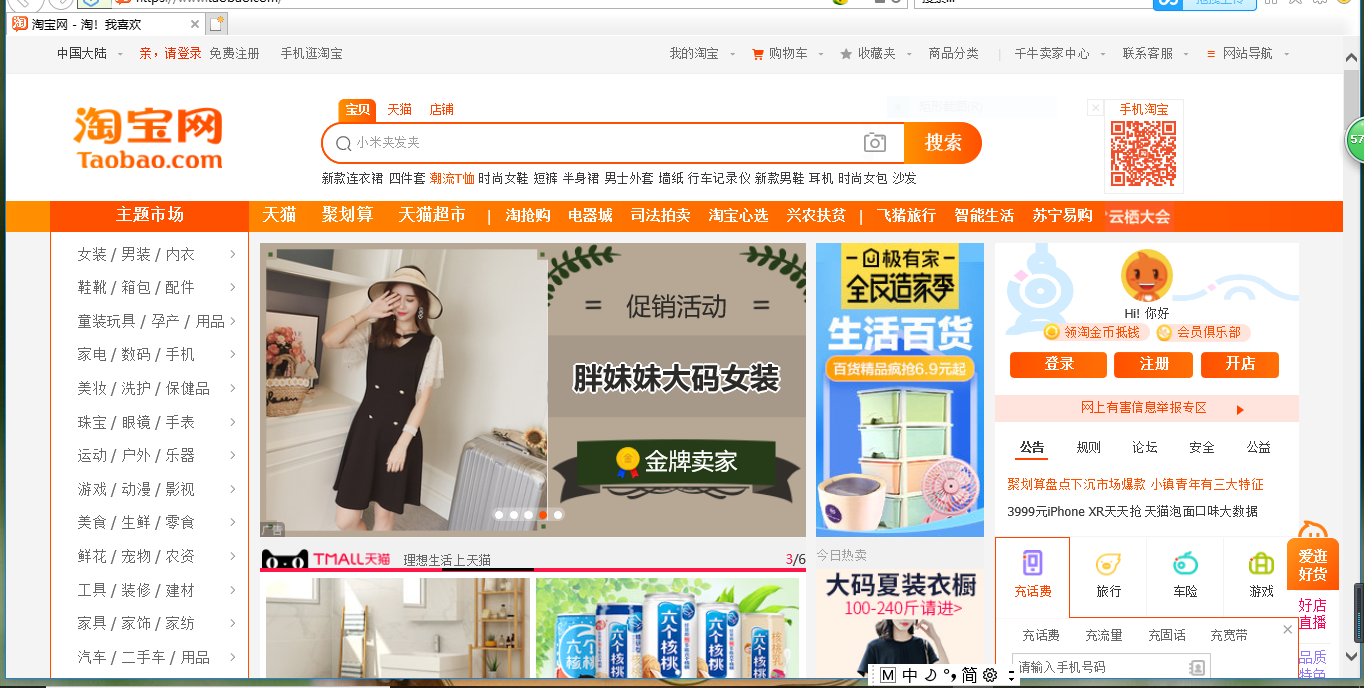 淘宝网 - 淘！我喜欢
中国大陆 亲，请登录 免费注册 手机逛淘宝 我的淘宝 购物车 收藏夹 商品分类 | 千牛卖家中心 联系客服 网站导航
宝贝 天猫 店铺
淘宝网
Taobao.com
小米夹发夹
搜索
新款连衣裙 四件套 潮流T恤 时尚女鞋 短裤 半身裙 男士外套 墙纸 行车记录仪 新款男鞋 耳机 时尚女包 沙发
手机淘宝
57
主题市场 天猫 聚划算 天猫超市 | 淘抢购 电器城 司法拍卖 淘宝心选 兴农扶贫 | 飞猪旅行 智能生活 苏宁易购 云栖大会
女装 / 男装 / 内衣
鞋靴 / 箱包 / 配件
童装玩具 / 孕产 / 用品
家电 / 数码 / 手机
美妆 / 洗护 / 保健品
珠宝 / 眼镜 / 手表
运动 / 户外 / 乐器
游戏 / 动漫 / 影视
美食 / 生鲜 / 零食
鲜花 / 宠物 / 农资
工具 / 装修 / 建材
家具 / 家饰 / 家纺
汽车 / 二手车 / 用品
= 促销活动 =
胖妹妹大码女装
金牌卖家
广告
TMALL天猫 理想生活上天猫 3/6
六个核桃
六个核桃
六个核桃
六个核桃
极有家
全民造家季
生活百货
百货精品疯抢6.9元起
今日热卖
大码夏装衣橱
100-240斤请进>
Hi! 你好
领淘金币抵钱 会员俱乐部
登录 注册 开店
网上有害信息举报专区
公告 规则 论坛 安全 公益
聚划算盘点下沉市场爆款 小镇青年有三大特征
3999元iPhone XR天天抢 天猫泡面口味大数据
充话费 旅行 车险 游戏
充话费 充流量 充固话 充宽带
请输入手机号码
爱逛
好货
好店
直播
品质
特色
M 中 简